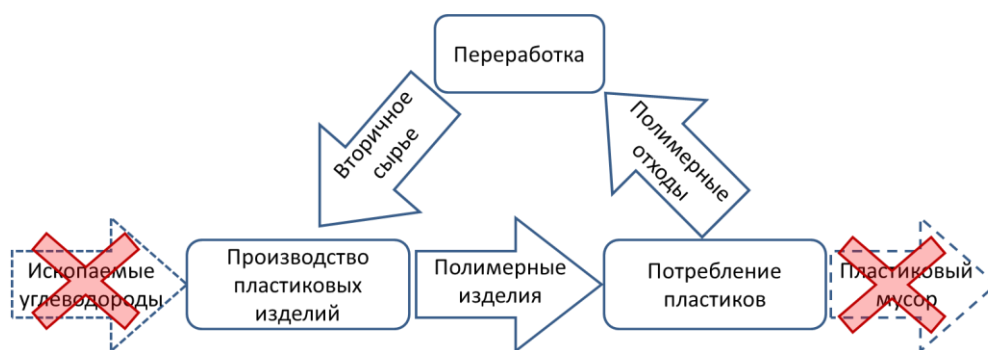 Переработка
Вторичное
сырье
Полимерные
отходы
Ископаемые
углеводороды
Производство
пластиковых
изделий
Полимерные
изделия
Потребление
пластиков
Пластиковый
мусор